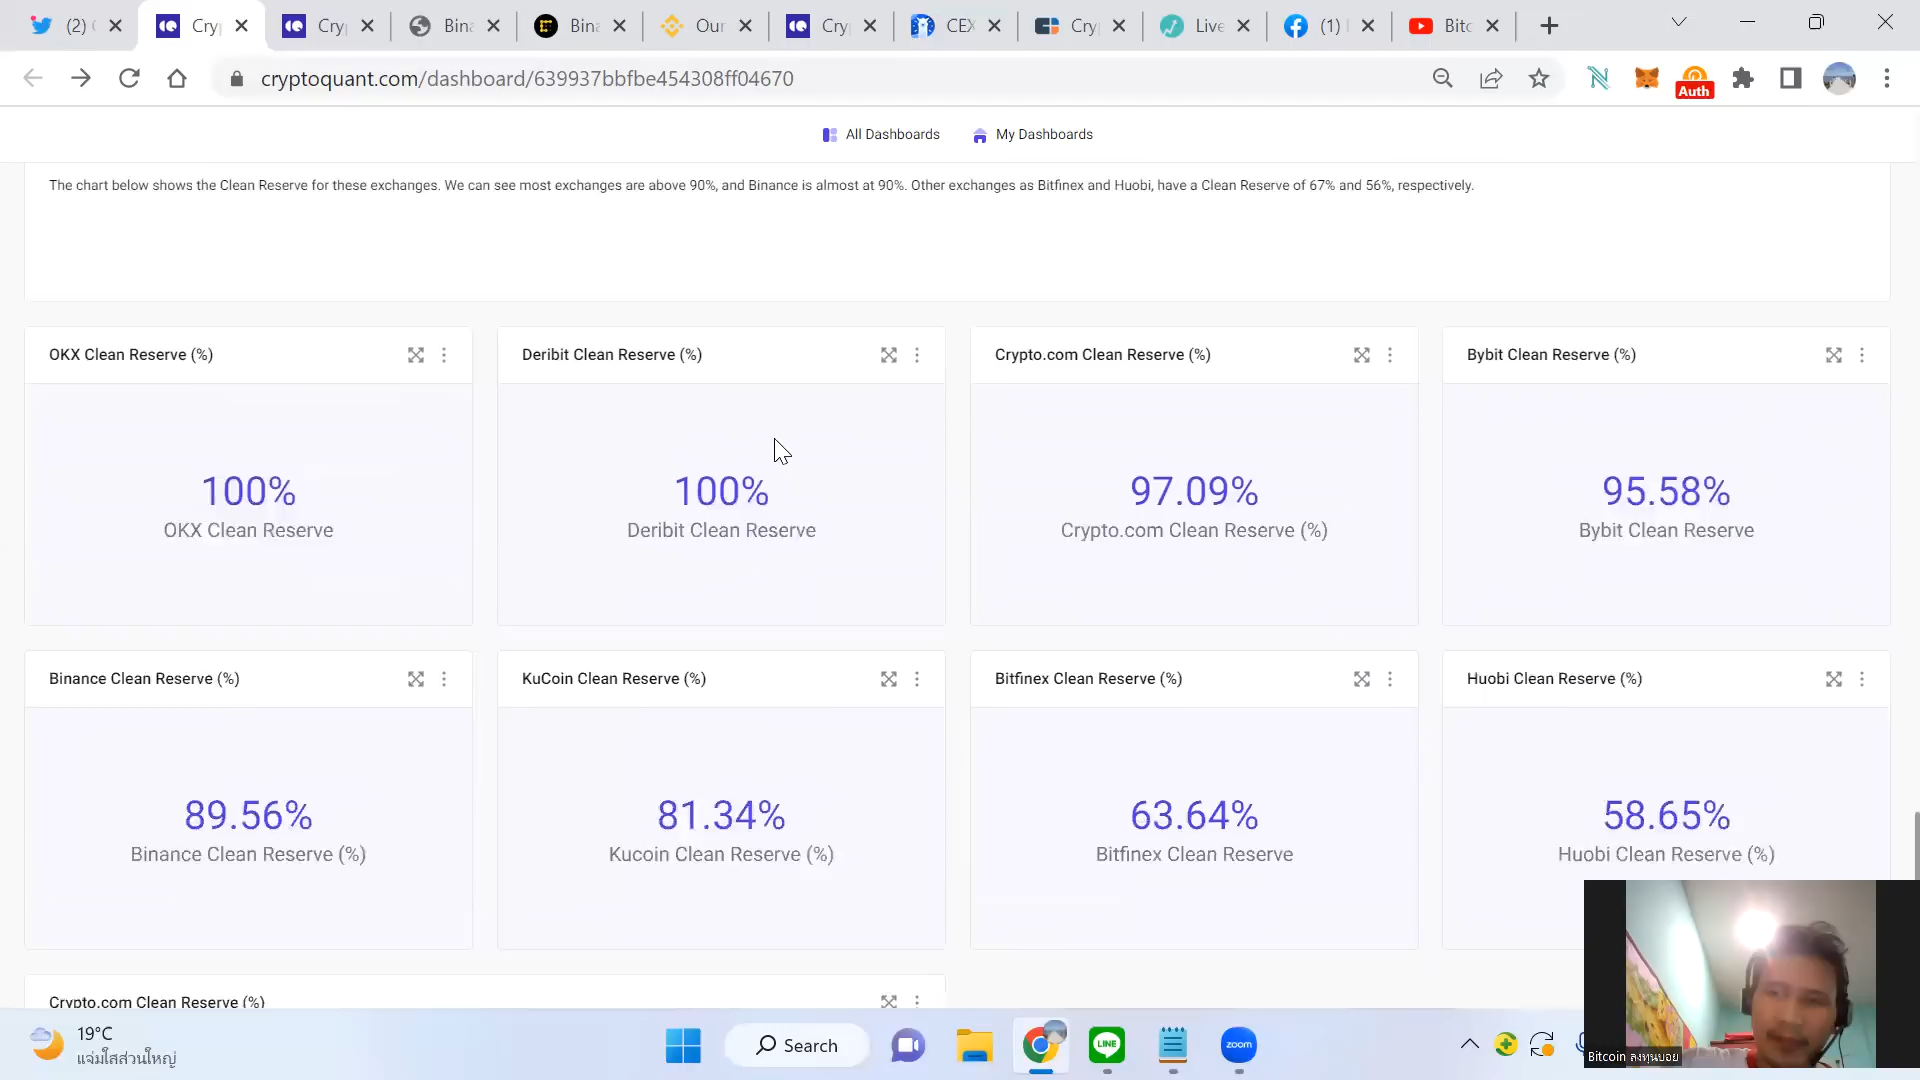 (2)
Cry
Cry
Bina
Bina
Our
Cry
CEX
Cry
Live
(1)
Bitc
cryptoquant.com/dashboard/639937bbfbe454308ff04670
Auth
All Dashboards
My Dashboards
The chart below shows the Clean Reserve for these exchanges. We can see most exchanges are above 90%, and Binance is almost at 90%. Other exchanges as Bitfinex and Huobi, have a Clean Reserve of 67% and 56%, respectively.
OKX Clean Reserve (%)
100%
OKX Clean Reserve
Deribit Clean Reserve (%)
100%
Deribit Clean Reserve
Crypto.com Clean Reserve (%)
97.09%
Crypto.com Clean Reserve (%)
Bybit Clean Reserve (%)
95.58%
Bybit Clean Reserve
Binance Clean Reserve (%)
89.56%
Binance Clean Reserve (%)
KuCoin Clean Reserve (%)
81.34%
Kucoin Clean Reserve (%)
Bitfinex Clean Reserve (%)
63.64%
Bitfinex Clean Reserve
Huobi Clean Reserve (%)
58.65%
Huobi Clean Reserve (%)
Crypto.com Clean Reserve (%)
19°C
แจ่มใสส่วนใหญ่
Search
LINE
zoom
Bitcoin ลงทุนบอย